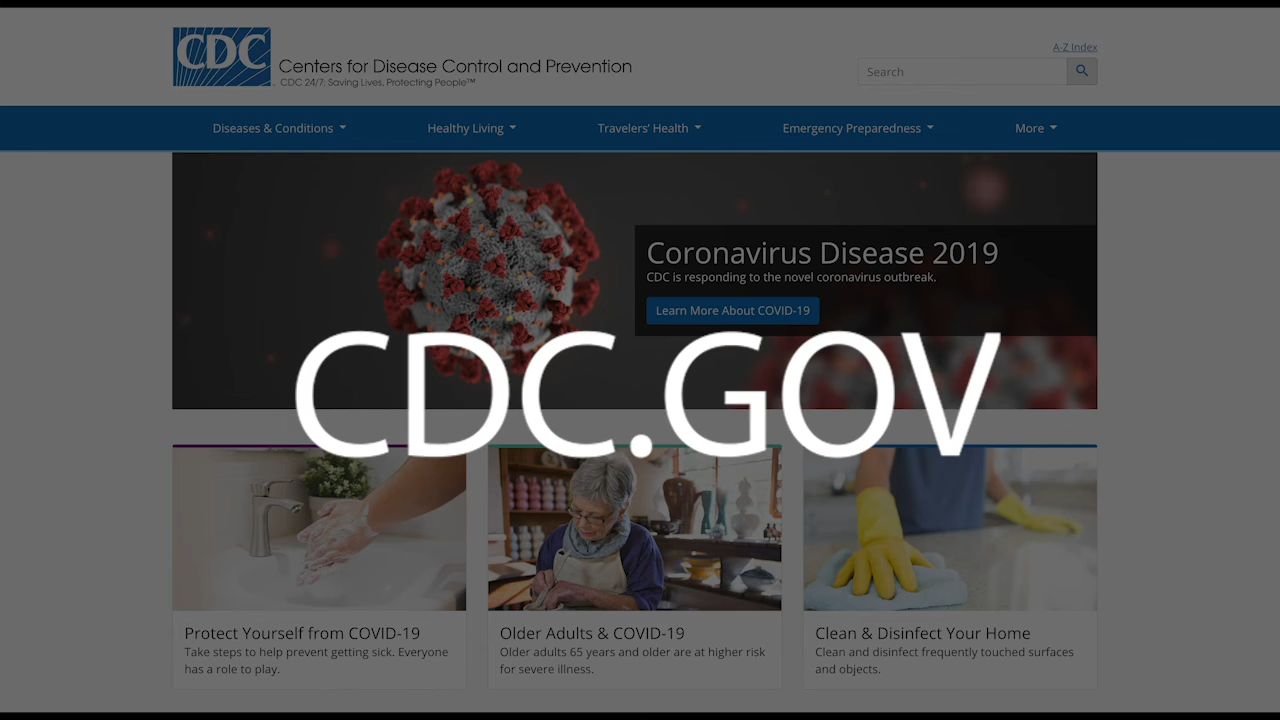 CDC
Centers for Disease Control and Prevention
CDC 24/7: Saving Lives, Protecting People™
A-Z Index
Search
Diseases & Conditions
Healthy Living
Travelers' Health
Emergency Preparedness
More
Coronavirus Disease 2019
CDC is responding to the novel coronavirus outbreak.
Learn More About COVID-19
CDC.GOV
Protect Yourself from COVID-19
Take steps to help prevent getting sick. Everyone
has a role to play.
Older Adults & COVID-19
Older adults 65 years and older are at higher risk
for severe illness.
Clean & Disinfect Your Home
Clean and disinfect frequently touched surfaces
and objects.